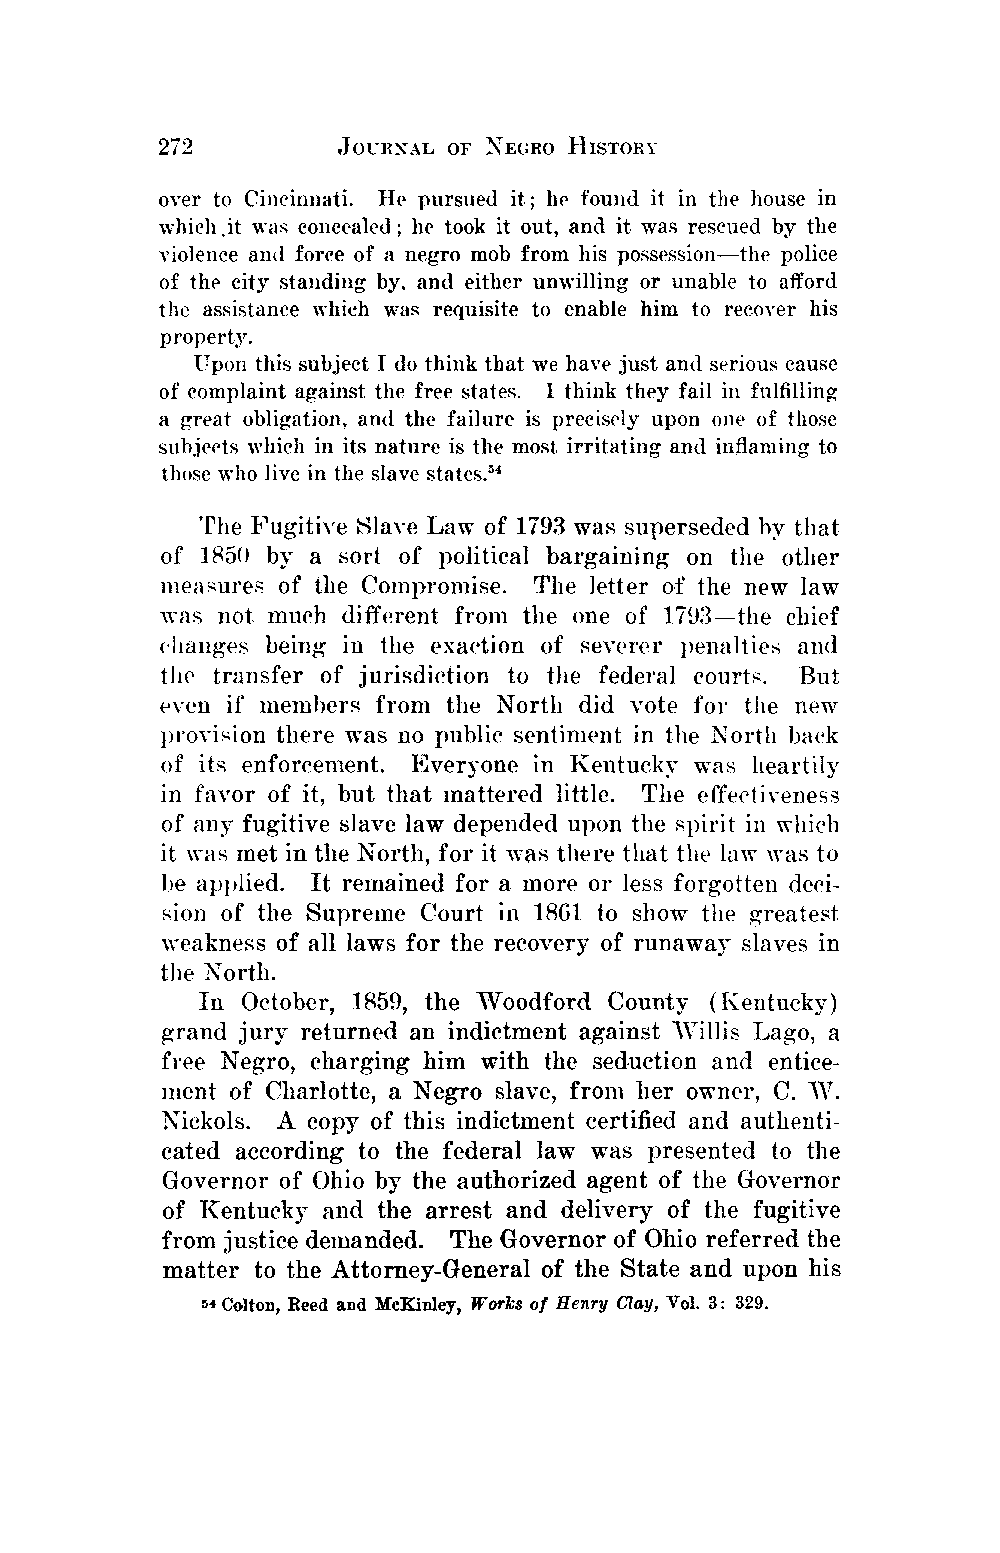 272 JOURNAL OF NEGRO HISTORY
over to Cincinnati. He pursued it; he found it in the house in
which it was concealed; he took it out, and it was rescued by the
violence and force of a negro mob from his possession—the police
of the city standing by, and either unwilling or unable to afford
the assistance which was requisite to enable him to recover his
property.
Upon this subject I do think that we have just and serious cause
of complaint against the free states. I think they fail in fulfilling
a great obligation, and the failure is precisely upon one of those
subjects which in its nature is the most irritating and inflaming to
those who live in the slave states.⁵⁴
The Fugitive Slave Law of 1793 was superseded by that
of 1850 by a sort of political bargaining on the other
measures of the Compromise. The letter of the new law
was not much different from the one of 1793—the chief
changes being in the exaction of severer penalties and
the transfer of jurisdiction to the federal courts. But
even if members from the North did vote for the new
provision there was no public sentiment in the North back
of its enforcement. Everyone in Kentucky was heartily
in favor of it, but that mattered little. The effectiveness
of any fugitive slave law depended upon the spirit in which
it was met in the North, for it was there that the law was to
be applied. It remained for a more or less forgotten deci-
sion of the Supreme Court in 1861 to show the greatest
weakness of all laws for the recovery of runaway slaves in
the North.
In October, 1859, the Woodford County (Kentucky)
grand jury returned an indictment against Willis Lago, a
free Negro, charging him with the seduction and entice-
ment of Charlotte, a Negro slave, from her owner, C. W.
Nickols. A copy of this indictment certified and authenti-
cated according to the federal law was presented to the
Governor of Ohio by the authorized agent of the Governor
of Kentucky and the arrest and delivery of the fugitive
from justice demanded. The Governor of Ohio referred the
matter to the Attorney-General of the State and upon his
⁵⁴ Colton, Reed and McKinley, Works of Henry Clay, Vol. 3: 329.